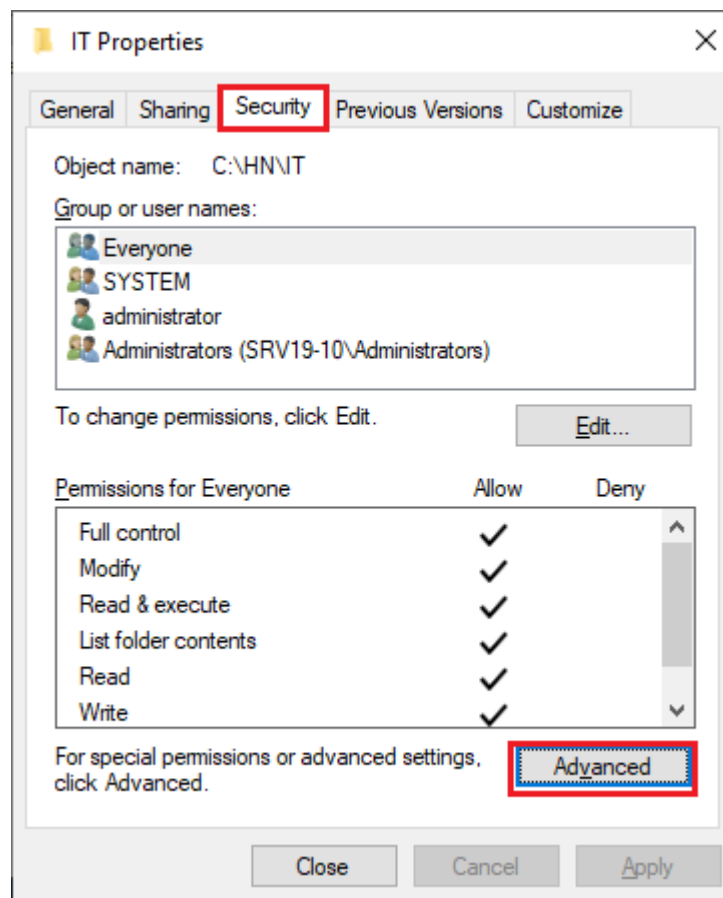 IT Properties
General Sharing Security Previous Versions Customize
Object name: C:\HN\IT
Group or user names:
Everyone
SYSTEM
administrator
Administrators (SRV19-10\Administrators)
To change permissions, click Edit.
Edit...
Permissions for Everyone Allow Deny
Full control
Modify
Read & execute
List folder contents
Read
Write
For special permissions or advanced settings,
click Advanced.
Advanced
Close Cancel Apply